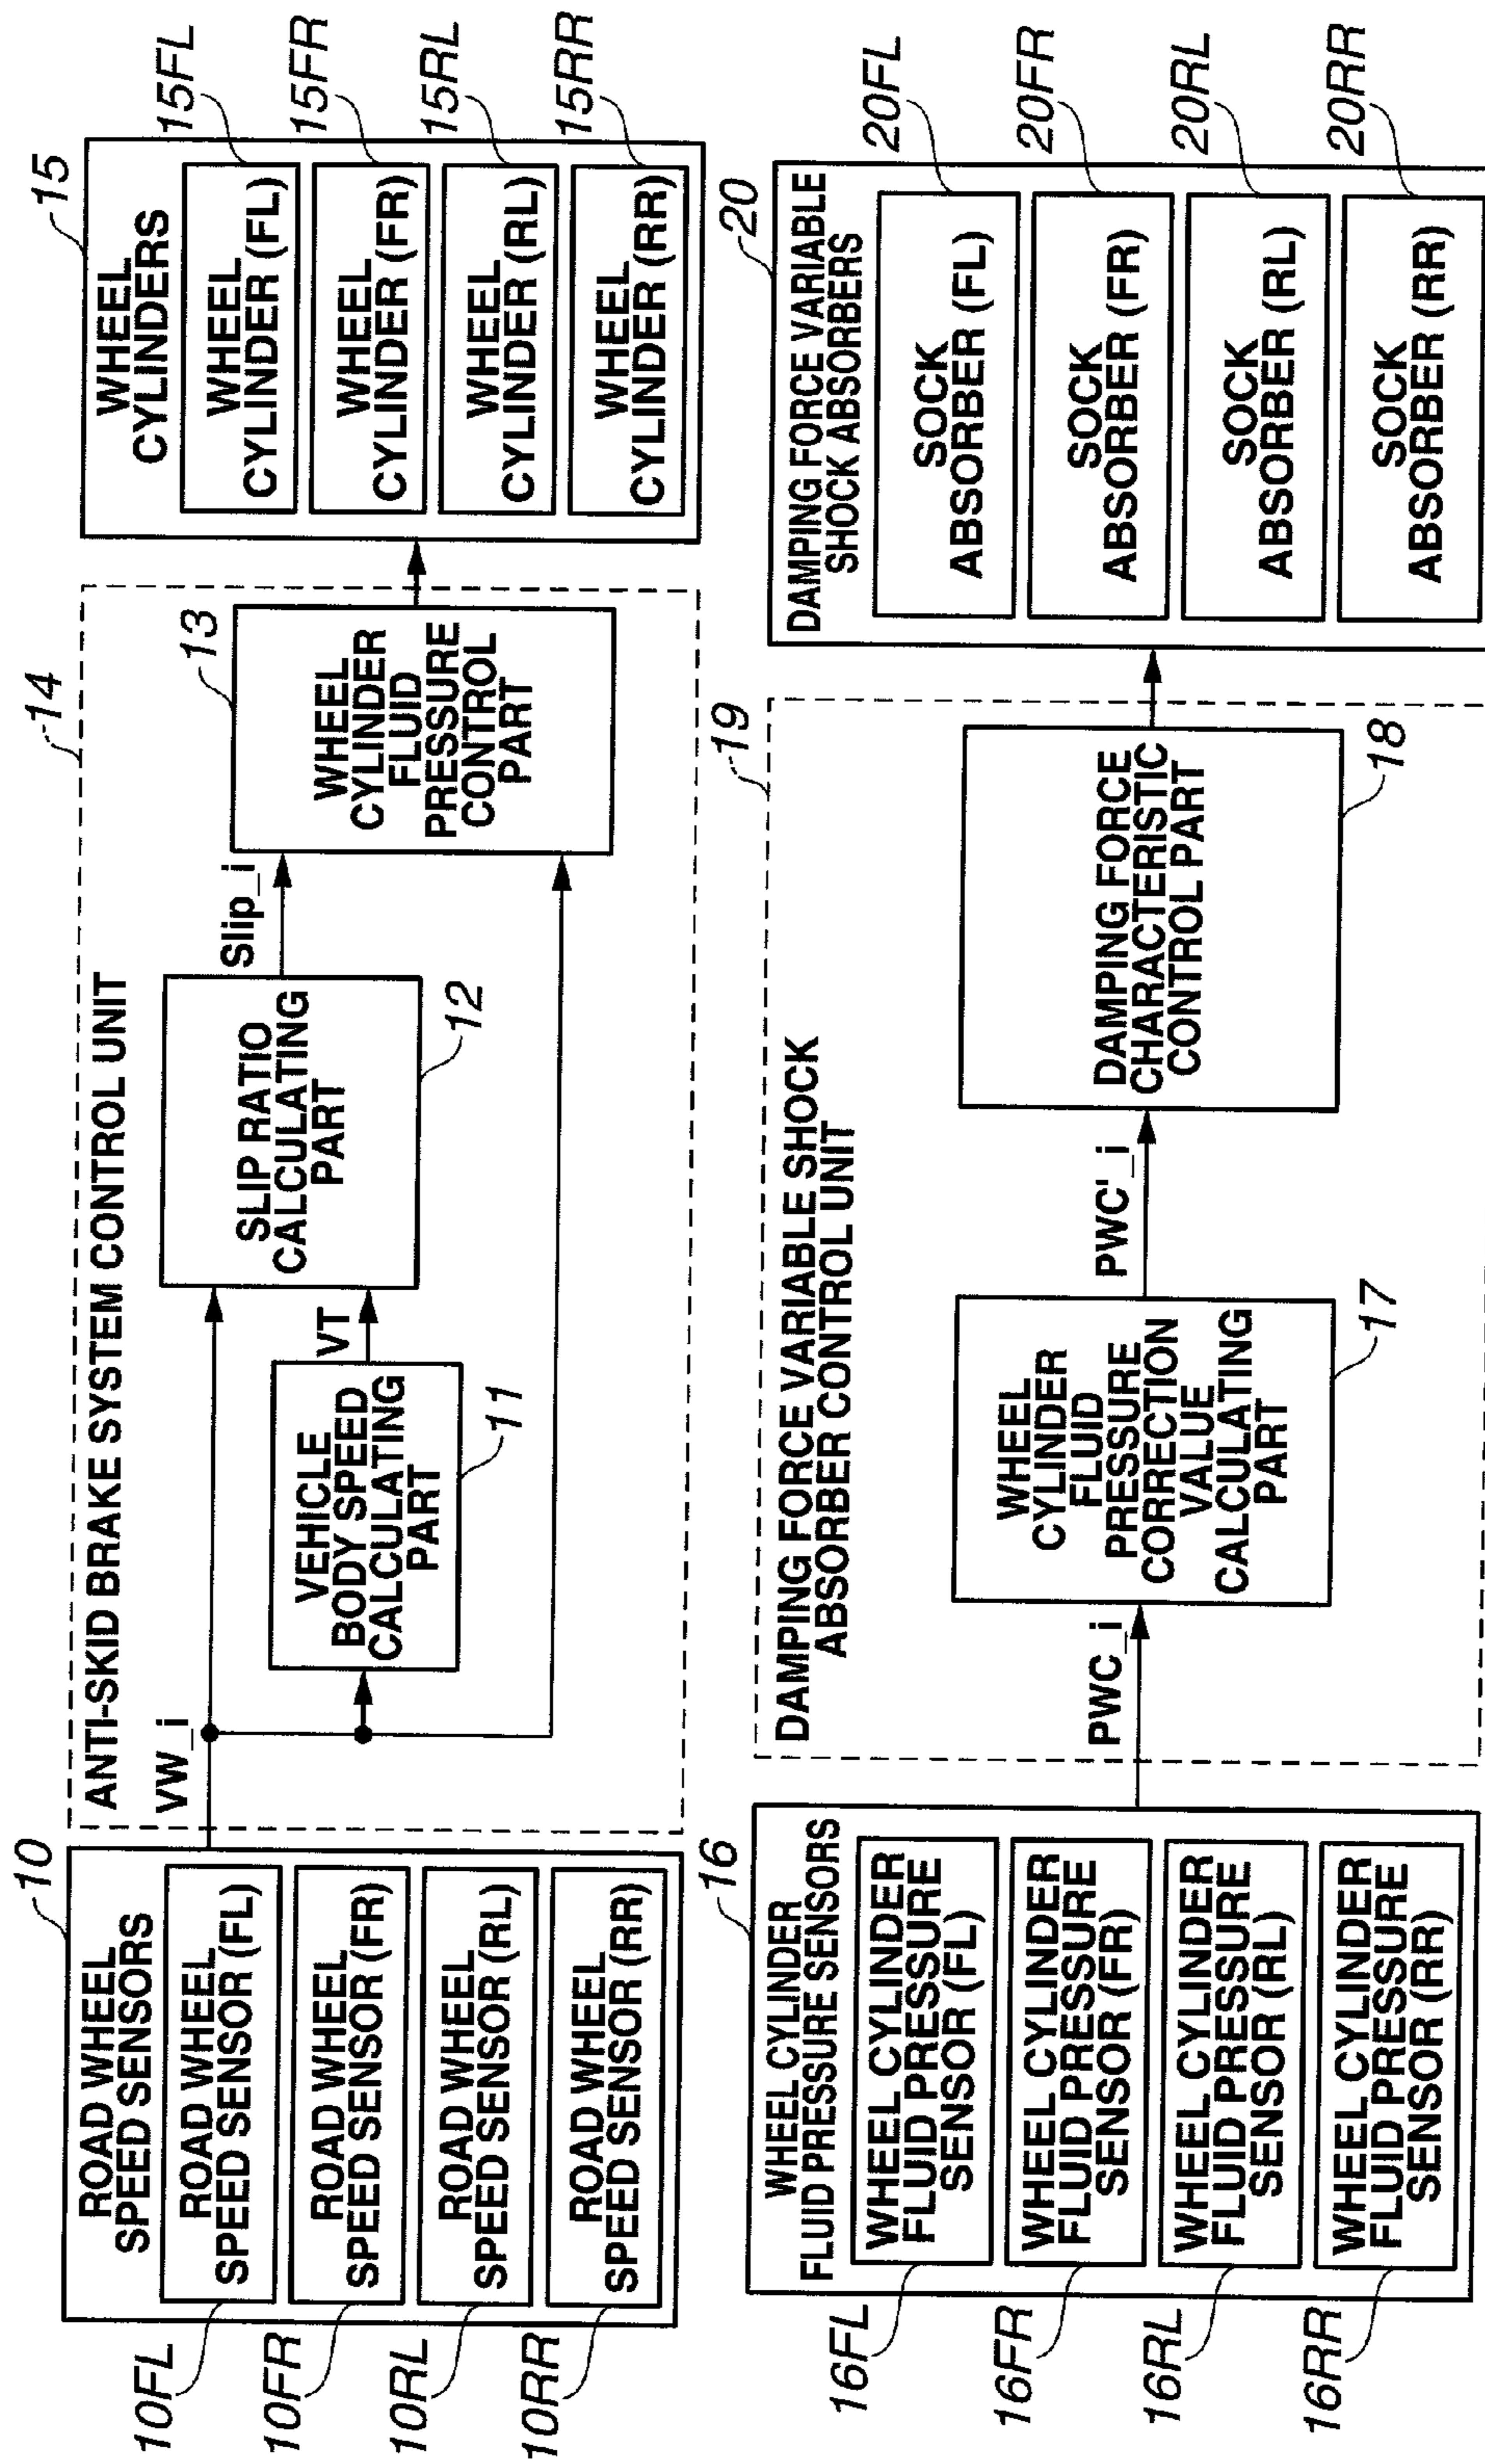 10
ROAD WHEEL
SPEED SENSORS
10FL
ROAD WHEEL
SPEED SENSOR (FL)
10FR
ROAD WHEEL
SPEED SENSOR (FR)
10RL
ROAD WHEEL
SPEED SENSOR (RL)
10RR
ROAD WHEEL
SPEED SENSOR (RR)
14
ANTI-SKID BRAKE SYSTEM CONTROL UNIT
VW_i
VEHICLE
BODY SPEED
CALCULATING
PART
11
VT
SLIP RATIO
CALCULATING
PART
12
Slip_i
13
WHEEL
CYLINDER
FLUID
PRESSURE
CONTROL
PART
15
WHEEL
CYLINDERS
WHEEL
CYLINDER (FL)
15FL
WHEEL
CYLINDER (FR)
15FR
WHEEL
CYLINDER (RL)
15RL
WHEEL
CYLINDER (RR)
15RR
16
WHEEL CYLINDER
FLUID PRESSURE SENSORS
16FL
WHEEL CYLINDER
FLUID PRESSURE
SENSOR (FL)
16FR
WHEEL CYLINDER
FLUID PRESSURE
SENSOR (FR)
16RL
WHEEL CYLINDER
FLUID PRESSURE
SENSOR (RL)
16RR
WHEEL CYLINDER
FLUID PRESSURE
SENSOR (RR)
19
DAMPING FORCE VARIABLE SHOCK
ABSORBER CONTROL UNIT
PWC_i
WHEEL
CYLINDER
FLUID
PRESSURE
CORRECTION
VALUE
CALCULATING
PART
17
PWC'_i
DAMPING FORCE
CHARACTERISTIC
CONTROL PART
18
20
DAMPING FORCE VARIABLE
SHOCK ABSORBERS
SOCK
ABSORBER (FL)
20FL
SOCK
ABSORBER (FR)
20FR
SOCK
ABSORBER (RL)
20RL
SOCK
ABSORBER (RR)
20RR